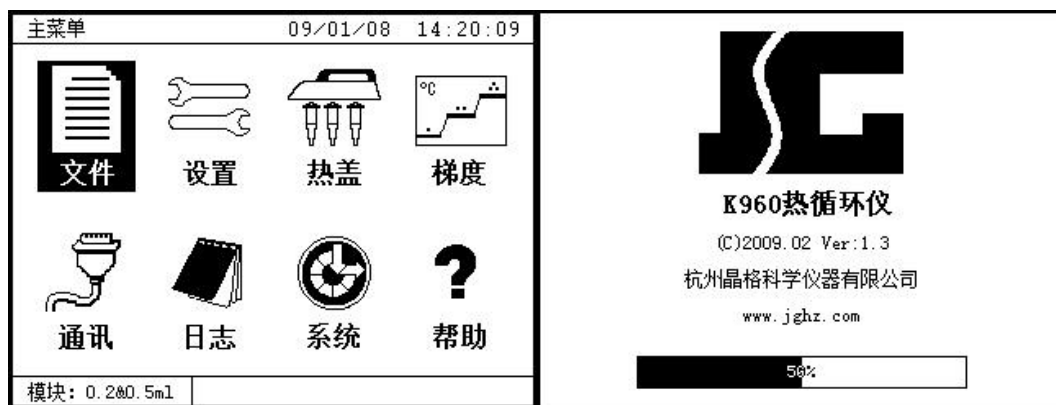 主菜单 09/01/08 14:20:09
℃
文件 设置 热盖 梯度
?
通讯 日志 系统 帮助
模块: 0.2&0.5ml
JGC
K960热循环仪
(C)2009.02 Ver:1.3
杭州晶格科学仪器有限公司
www.jghz.com
50%